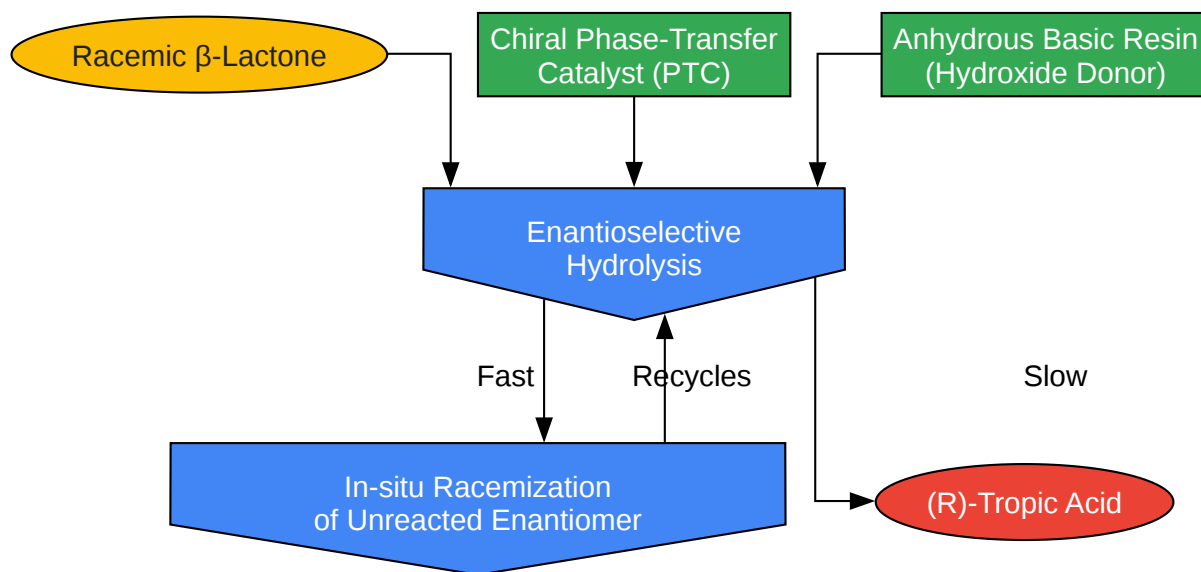 Racemic β-Lactone
Chiral Phase-Transfer
Catalyst (PTC)
Anhydrous Basic Resin
(Hydroxide Donor)
Enantioselective
Hydrolysis
Fast
Recycles
Slow
In-situ Racemization
of Unreacted Enantiomer
(R)-Tropic Acid